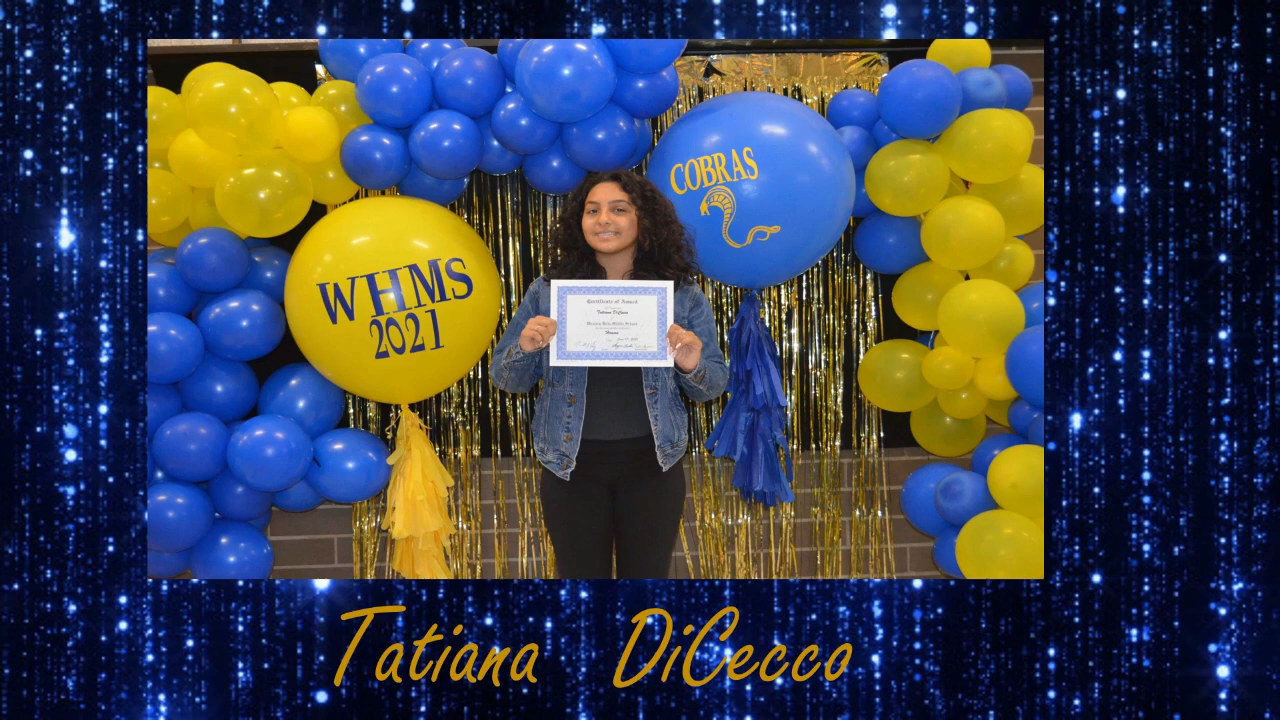 COBRAS
WHMS
2021
Certificate of Award
Tatiana DiCecco
Tatiana DiCecco